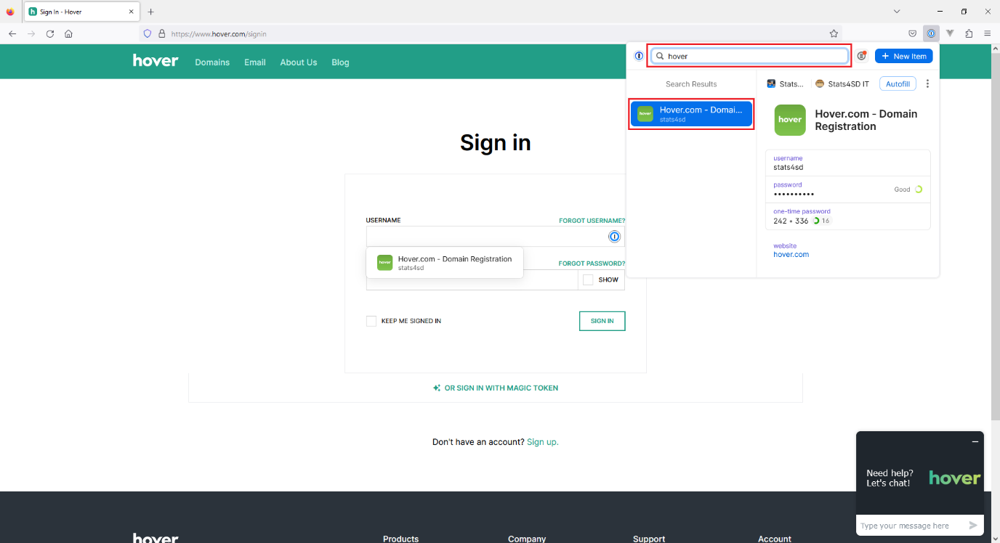 Sign In - Hover
https://www.hover.com/signin
hover
Domains
Email
About Us
Blog
hover
New Item
Search Results
Hover.com - Domai...
stats4sd
Stats...
Stats4SD IT
Autofill
hover
hover
Hover.com - Domain
Registration
username
stats4sd
password
••••••••••
Good
one-time password
242 • 336
16
website
hover.com
Sign in
USERNAME
FORGOT USERNAME?
hover
Hover.com - Domain Registration
stats4sd
FORGOT PASSWORD?
SHOW
KEEP ME SIGNED IN
SIGN IN
OR SIGN IN WITH MAGIC TOKEN
Don't have an account? Sign up.
Need help?
Let's chat!
hover
Type your message here
hover
Products
Company
Support
Account